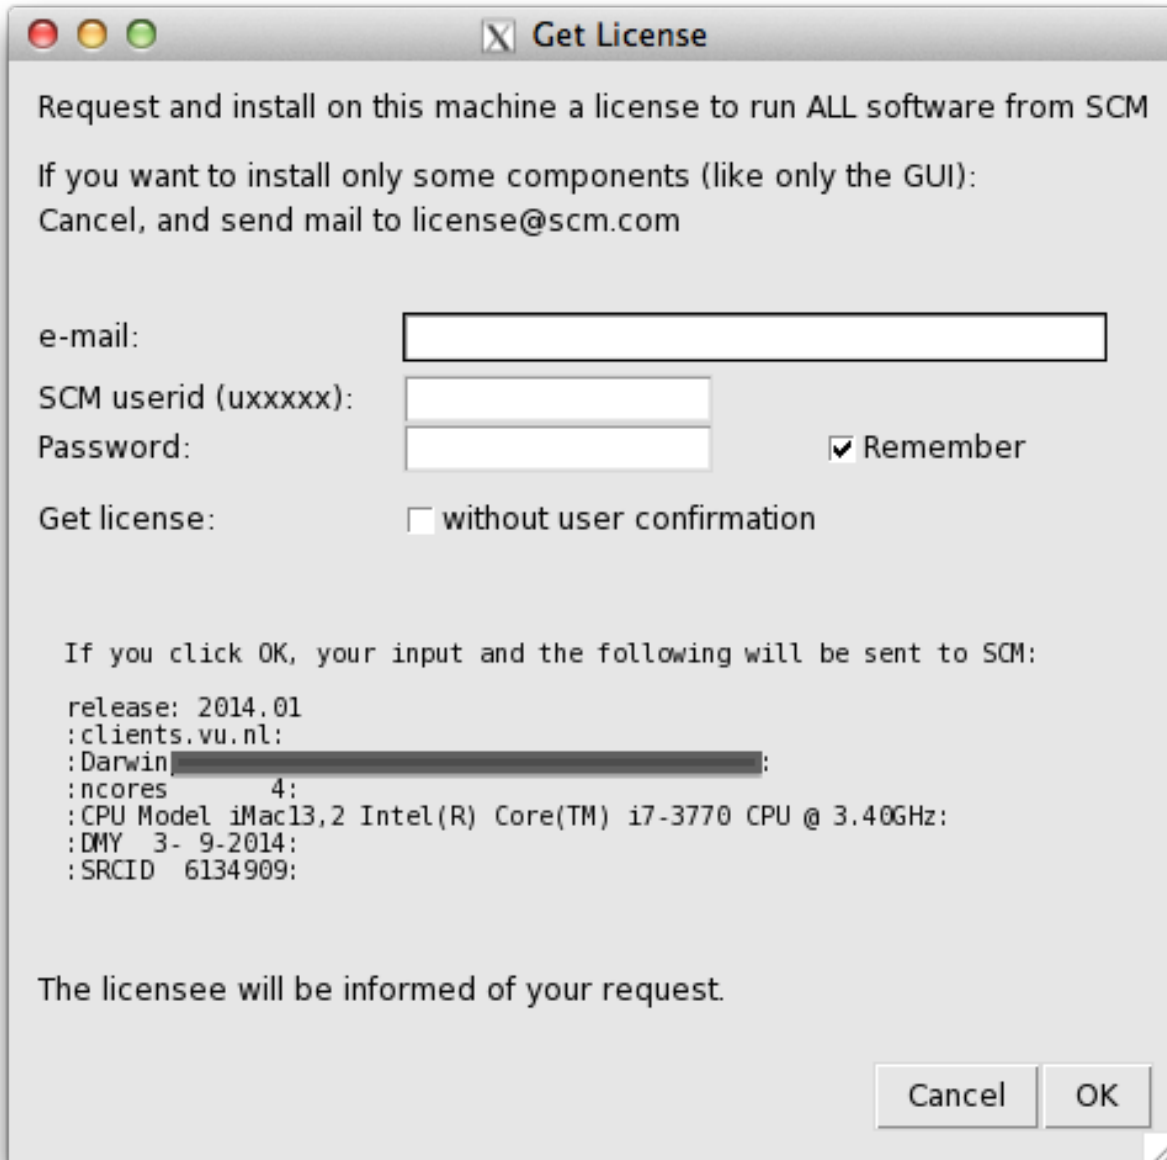 Get License
Request and install on this machine a license to run ALL software from SCM
If you want to install only some components (like only the GUI):
Cancel, and send mail to license@scm.com
e-mail:
SCM userid (uxxxxx):
Password:
Remember
Get license:
without user confirmation
If you click OK, your input and the following will be sent to SCM:
release: 2014.01
:clients.vu.nl:
:Darwin :
:ncores 4:
:CPU Model iMac13,2 Intel(R) Core(TM) i7-3770 CPU @ 3.40GHz:
:DMY 3- 9-2014:
:SRCID 6134909:
The licensee will be informed of your request.
Cancel
OK